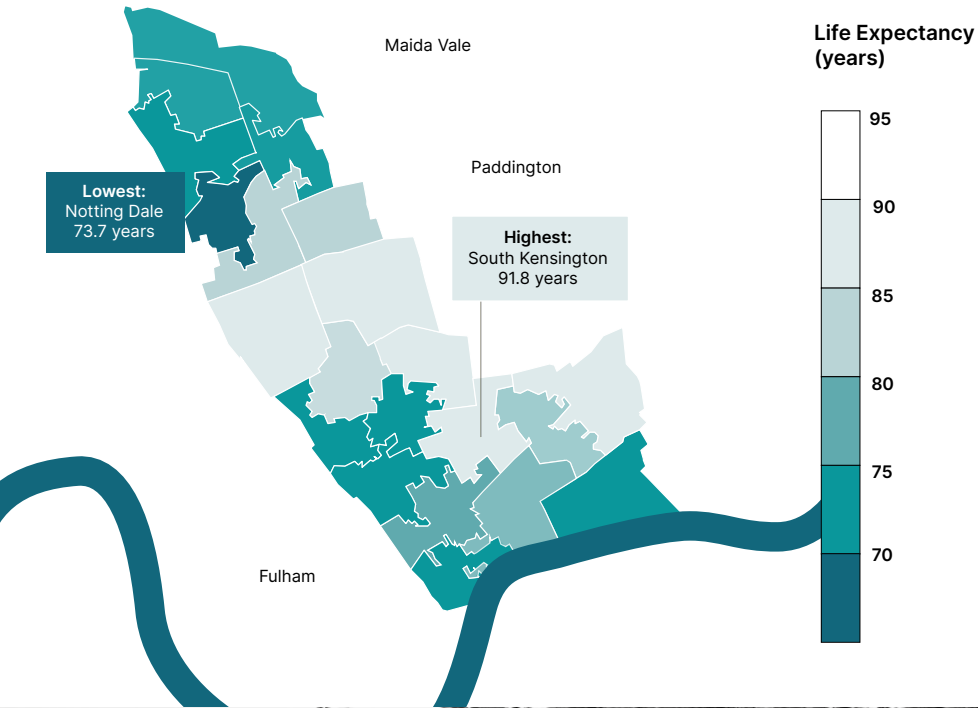 Maida Vale
Paddington
Lowest:
Notting Dale
73.7 years
Highest:
South Kensington
91.8 years
Fulham
Life Expectancy
(years)
95
90
85
80
75
70